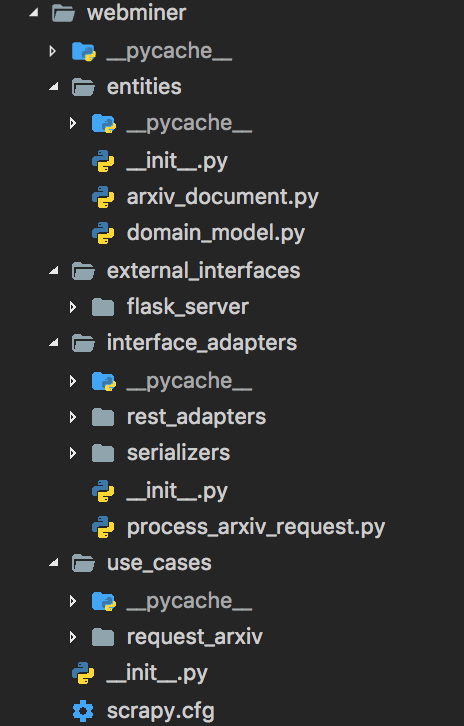 webminer
__pycache__
entities
__pycache__
__init__.py
arxiv_document.py
domain_model.py
external_interfaces
flask_server
interface_adapters
__pycache__
rest_adapters
serializers
__init__.py
process_arxiv_request.py
use_cases
__pycache__
request_arxiv
__init__.py
scrapy.cfg